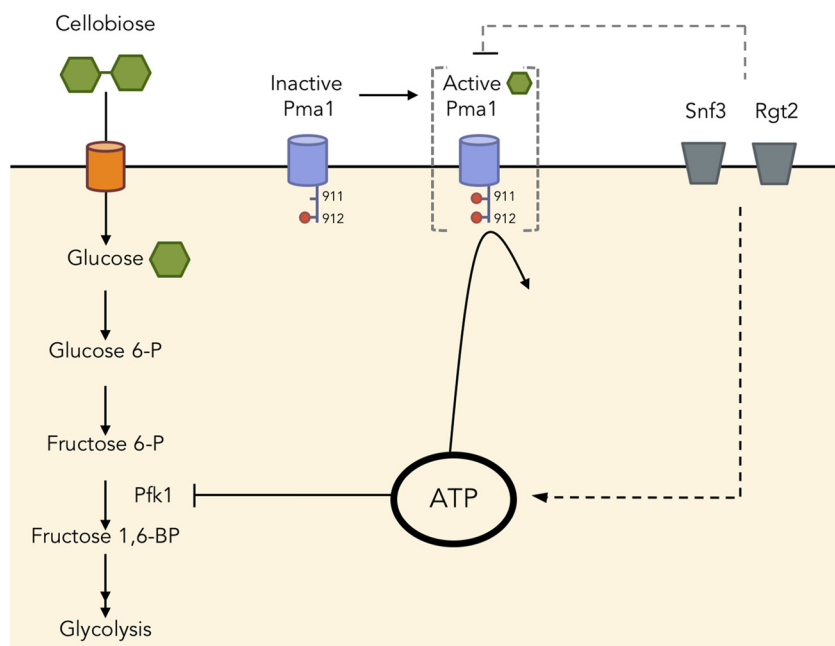 Cellobiose
Inactive
Pma1
Active
Pma1
Snf3
Rgt2
911
912
911
912
Glucose
Glucose 6-P
Fructose 6-P
Pfk1
ATP
Fructose 1,6-BP
Glycolysis